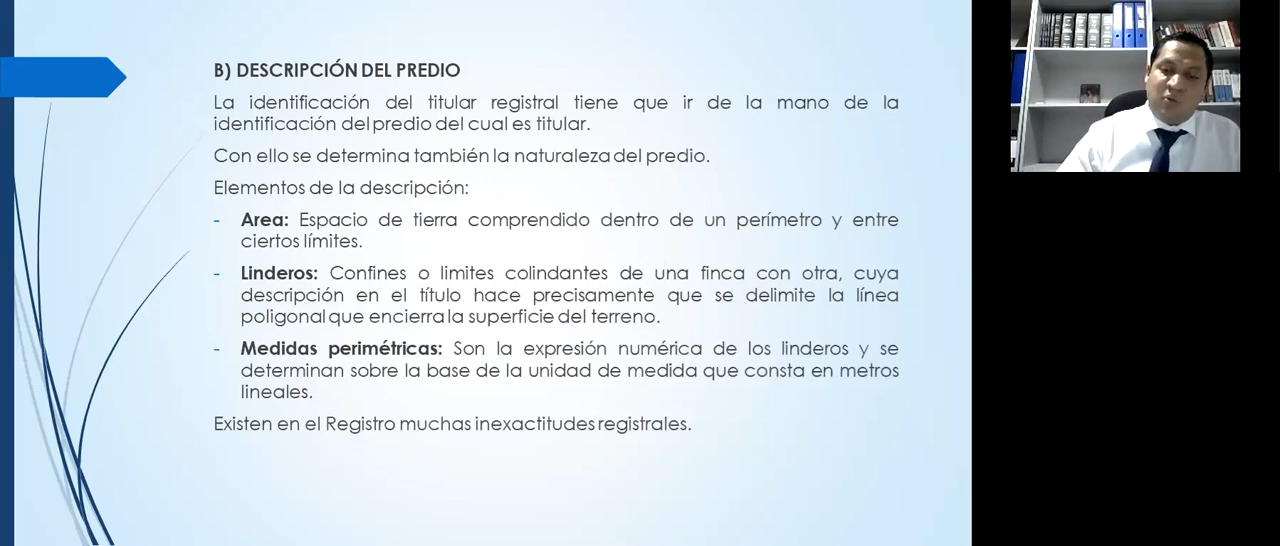 B) DESCRIPCIÓN DEL PREDIO
La identificación del titular registral tiene que ir de la mano de la
identificación del predio del cual es titular.
Con ello se determina también la naturaleza del predio.
Elementos de la descripción:
- Area: Espacio de tierra comprendido dentro de un perímetro y entre
ciertos límites.
- Linderos: Confines o limites colindantes de una finca con otra, cuya
descripción en el título hace precisamente que se delimite la línea
poligonal que encierra la superficie del terreno.
- Medidas perimétricas: Son la expresión numérica de los linderos y se
determinan sobre la base de la unidad de medida que consta en metros
lineales.
Existen en el Registro muchas inexactitudes registrales.